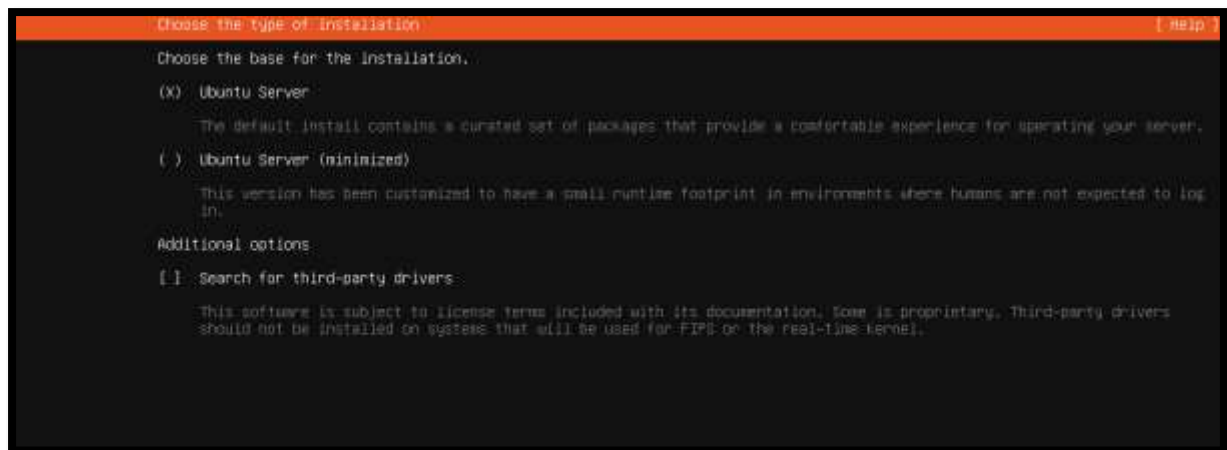 Choose the type of installation [ Help ]
Choose the base for the installation.
(X) Ubuntu Server
The default install contains a curated set of packages that provide a comfortable experience for operating your server.
( ) Ubuntu Server (minimized)
This version has been customized to have a small runtime footprint in environments where humans are not expected to log
in.
Additional options
[ ] Search for third-party drivers
This software is subject to license terms included with its documentation. Some is proprietary. Third-party drivers
should not be installed on systems that will be used for FIPS or the real-time kernel.